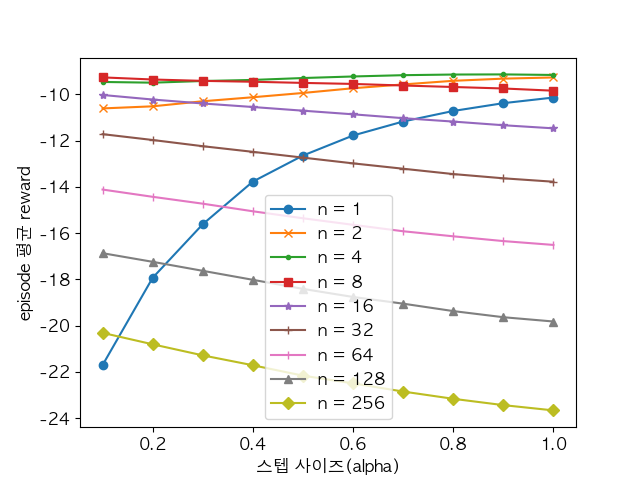 episode 평균 reward
-10
-12
-14
-16
-18
-20
-22
-24
n = 1
n = 2
n = 4
n = 8
n = 16
n = 32
n = 64
n = 128
n = 256
0.2 0.4 0.6 0.8 1.0
스텝 사이즈(alpha)